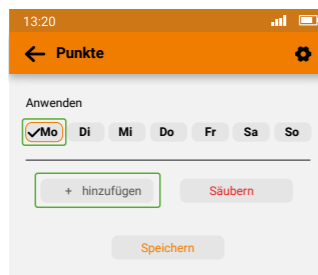 13:20
Punkte
Anwenden
Mo Di Mi Do Fr Sa So
+ hinzufügen Säubern
Speichern